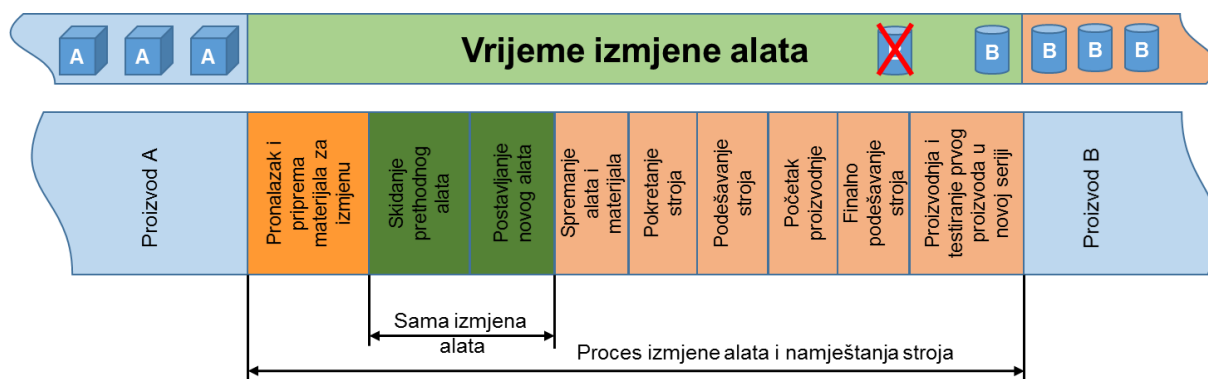 A A A Vrijeme izmjene alata B B B B
Proizvod A
Pronalazak i
priprema
materijala za
izmjenu
Skidanje
prethodnog
alata
Postavljanje
novog alata
Spremanje
alata i
materijala
Pokretanje
stroja
Podešavanje
stroja
Početak
proizvodnje
Finalno
podešavanje
stroja
Proizvodnja i
testiranje prvog
proizvoda u
novoj seriji
Proizvod B
Sama izmjena
alata
Proces izmjene alata i namještanja stroja